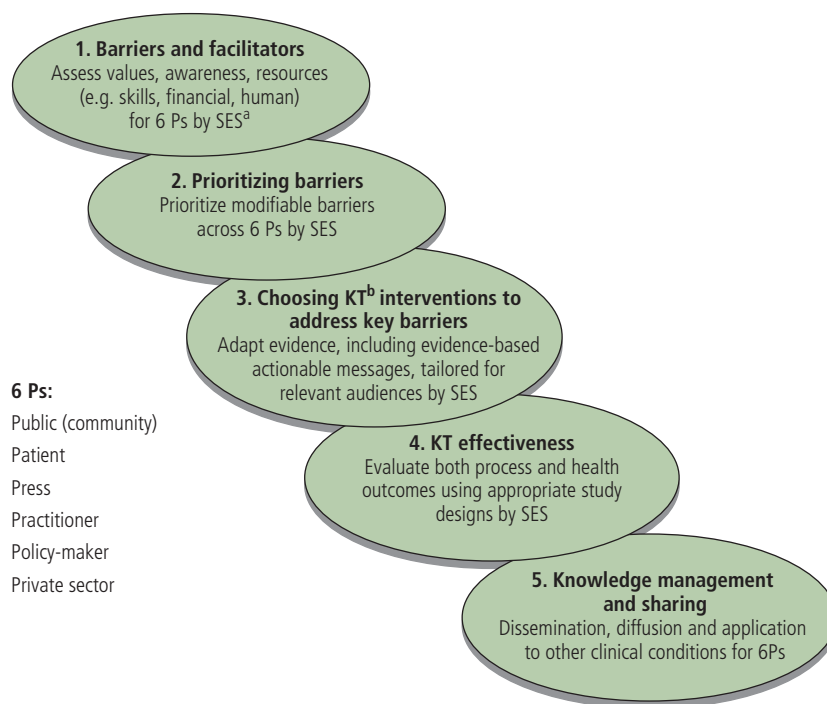 1. Barriers and facilitators
Assess values, awareness, resources
(e.g. skills, financial, human)
for 6 Ps by SESª
2. Prioritizing barriers
Prioritize modifiable barriers
across 6 Ps by SES
3. Choosing KTᵇ interventions to
address key barriers
Adapt evidence, including evidence-based
actionable messages, tailored for
relevant audiences by SES
4. KT effectiveness
Evaluate both process and health
outcomes using appropriate study
designs by SES
5. Knowledge management
and sharing
Dissemination, diffusion and application
to other clinical conditions for 6Ps
6 Ps:
Public (community)
Patient
Press
Practitioner
Policy-maker
Private sector